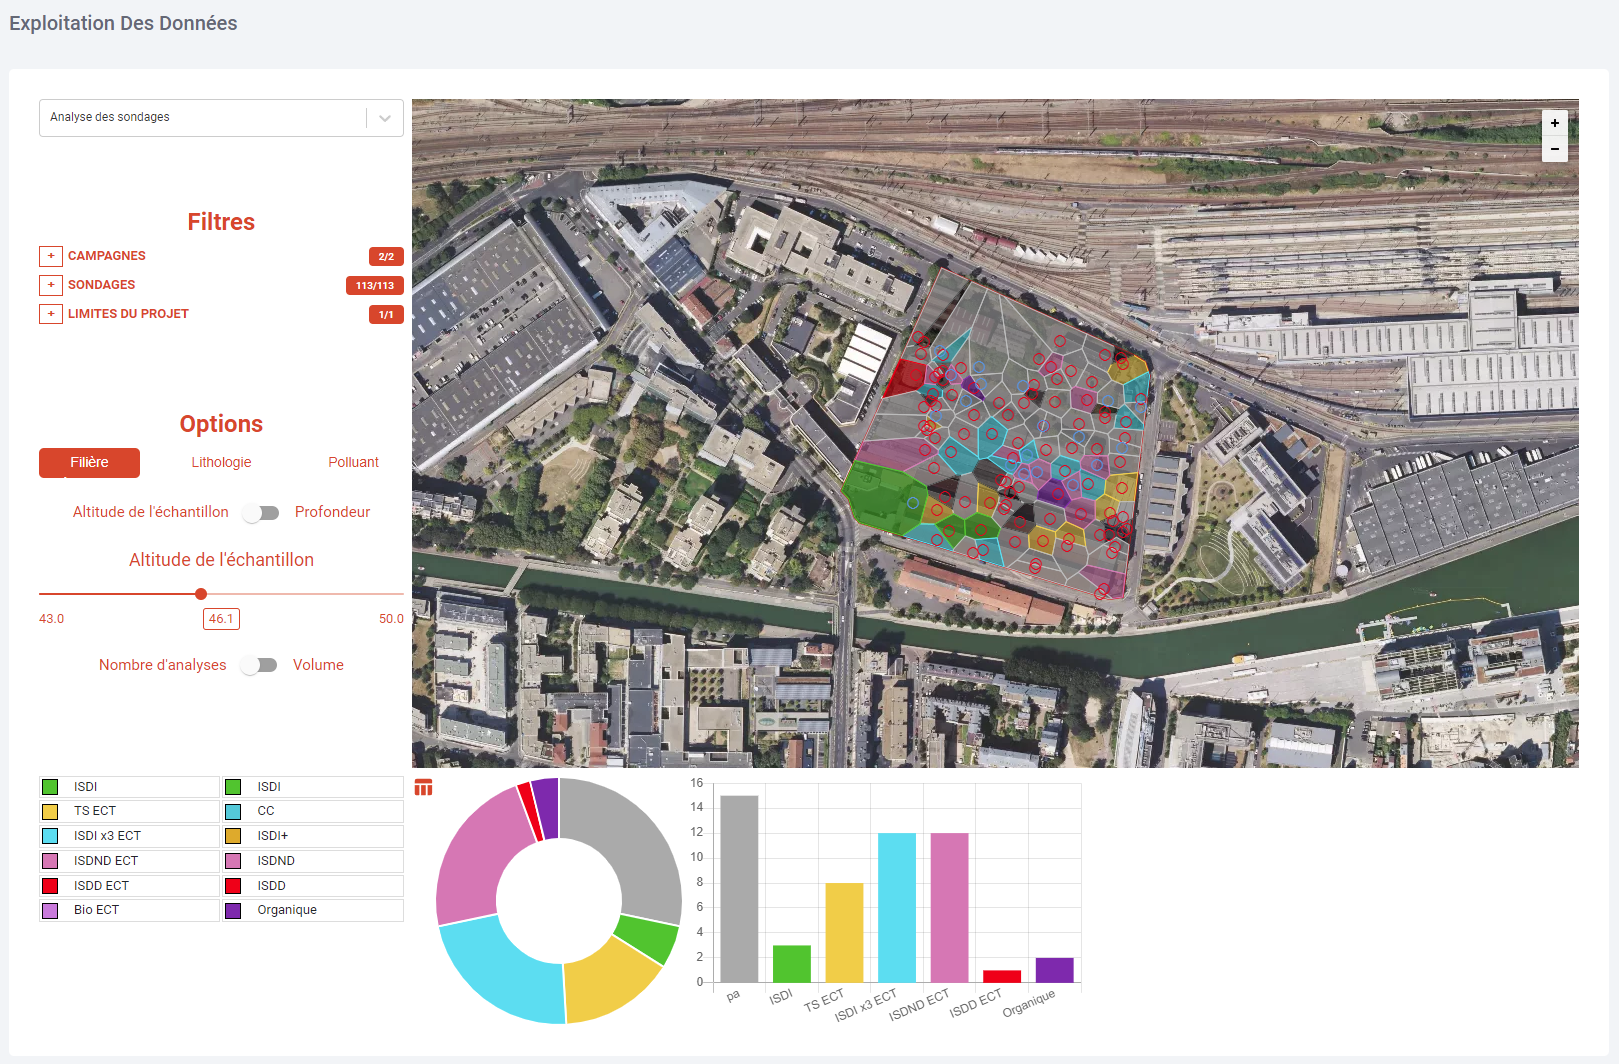 Exploitation Des Données
Analyse des sondages
Filtres
+ CAMPAGNES 2/2
+ SONDAGES 113/113
+ LIMITES DU PROJET 1/1
Options
Filière Lithologie Polluant
Altitude de l'échantillon Profondeur
Altitude de l'échantillon
43.0 46.1 50.0
Nombre d'analyses Volume
+
−
ISDI ISDI
TS ECT CC
ISDI x3 ECT ISDI+
ISDND ECT ISDND
ISDD ECT ISDD
Bio ECT Organique
16
14
12
10
8
6
4
2
0
pa ISDI TS ECT ISDI x3 ECT ISDND ECT ISDD ECT Organique